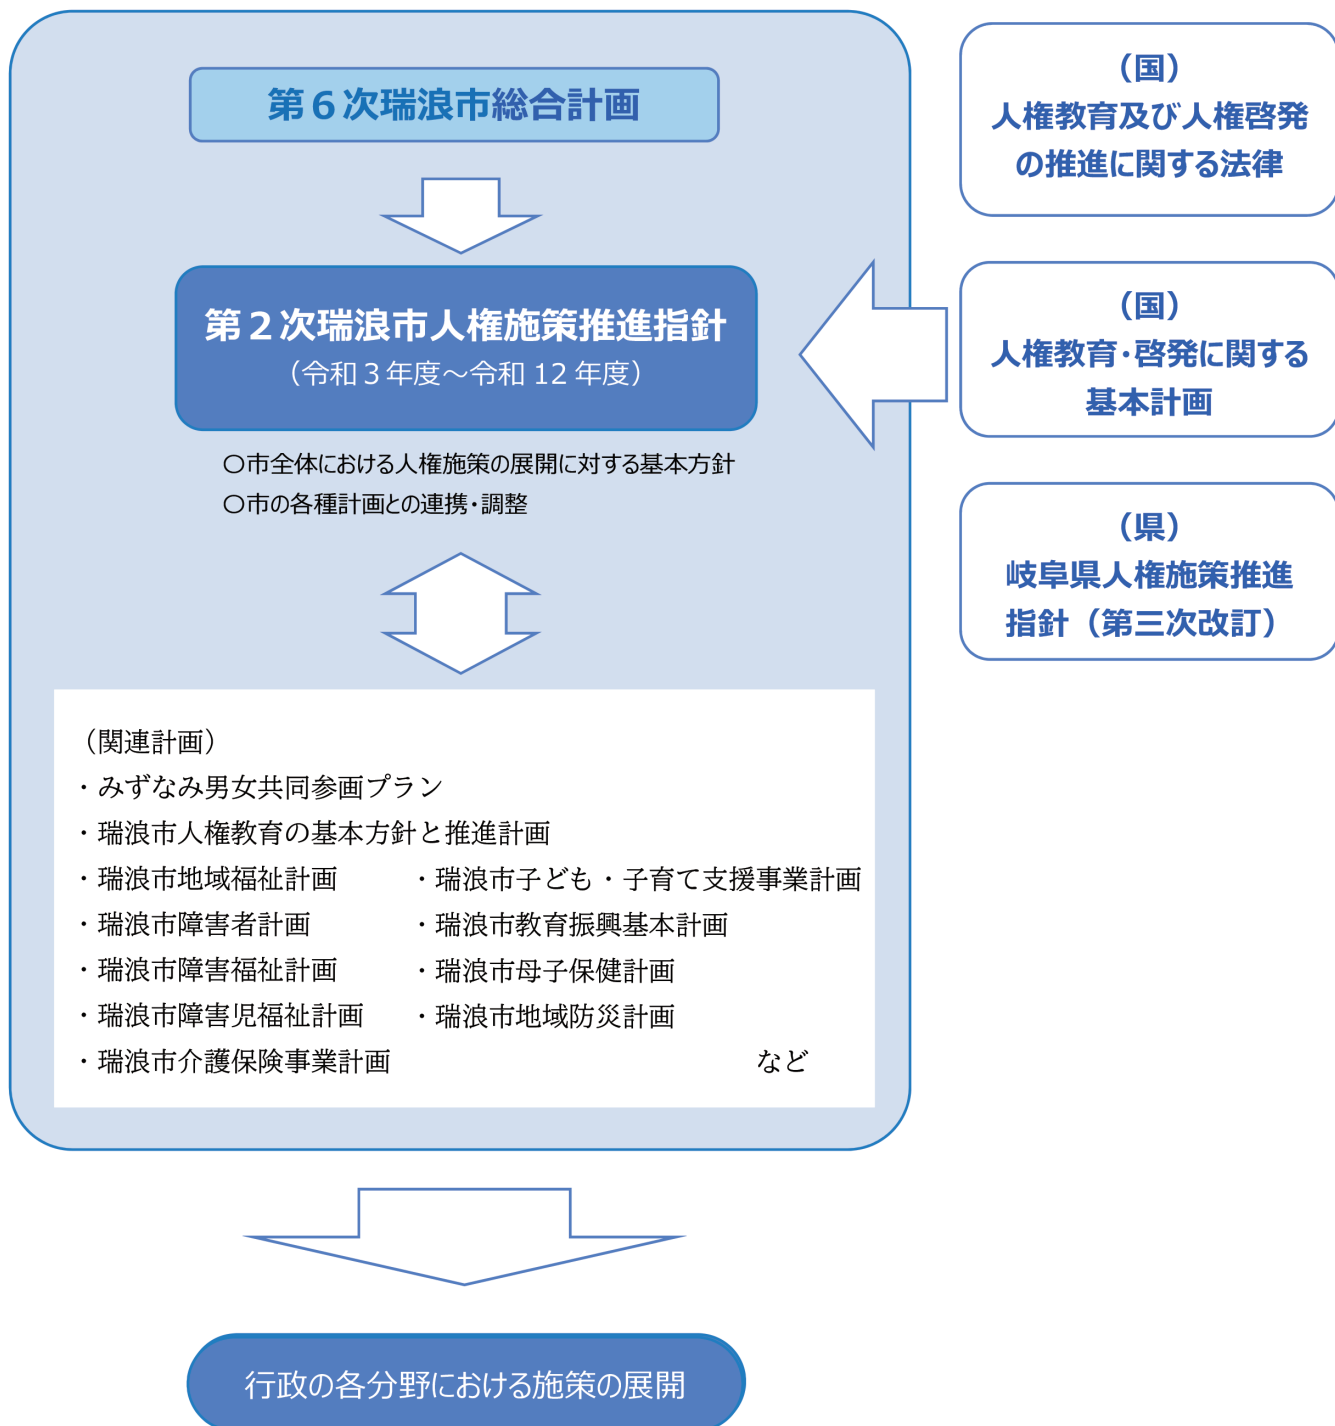 第６次瑞浪市総合計画
第２次瑞浪市人権施策推進指針
（令和３年度～令和 12 年度）
〇市全体における人権施策の展開に対する基本方針
〇市の各種計画との連携・調整
（関連計画）
・みずなみ男女共同参画プラン
・瑞浪市人権教育の基本方針と推進計画
・瑞浪市地域福祉計画　・瑞浪市子ども・子育て支援事業計画
・瑞浪市障害者計画　・瑞浪市教育振興基本計画
・瑞浪市障害福祉計画　・瑞浪市母子保健計画
・瑞浪市障害児福祉計画　・瑞浪市地域防災計画
・瑞浪市介護保険事業計画　など
（国）
人権教育及び人権啓発
の推進に関する法律
（国）
人権教育・啓発に関する
基本計画
（県）
岐阜県人権施策推進
指針（第三次改訂）
行政の各分野における施策の展開